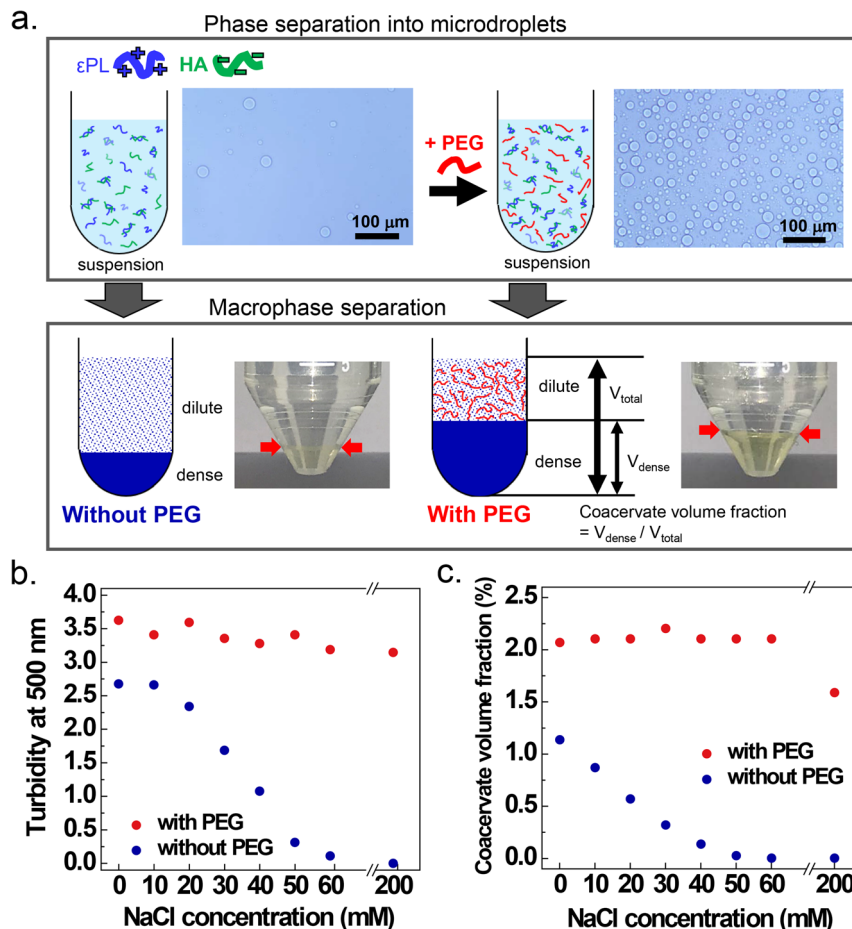 a.
Phase separation into microdroplets
εPL
HA
+ PEG
100 μm
100 μm
suspension
suspension
Macrophase separation
5
dilute
dense
dilute
dense
V_total
V_dense
Without PEG
With PEG
Coacervate volume fraction
= V_dense / V_total
b.
Turbidity at 500 nm
4.0
3.5
3.0
2.5
2.0
1.5
1.0
0.5
0.0
with PEG
without PEG
0 10 20 30 40 50 60 200
NaCl concentration (mM)
c.
Coacervate volume fraction (%)
2.5
2.0
1.5
1.0
0.5
0.0
with PEG
without PEG
0 10 20 30 40 50 60 200
NaCl concentration (mM)